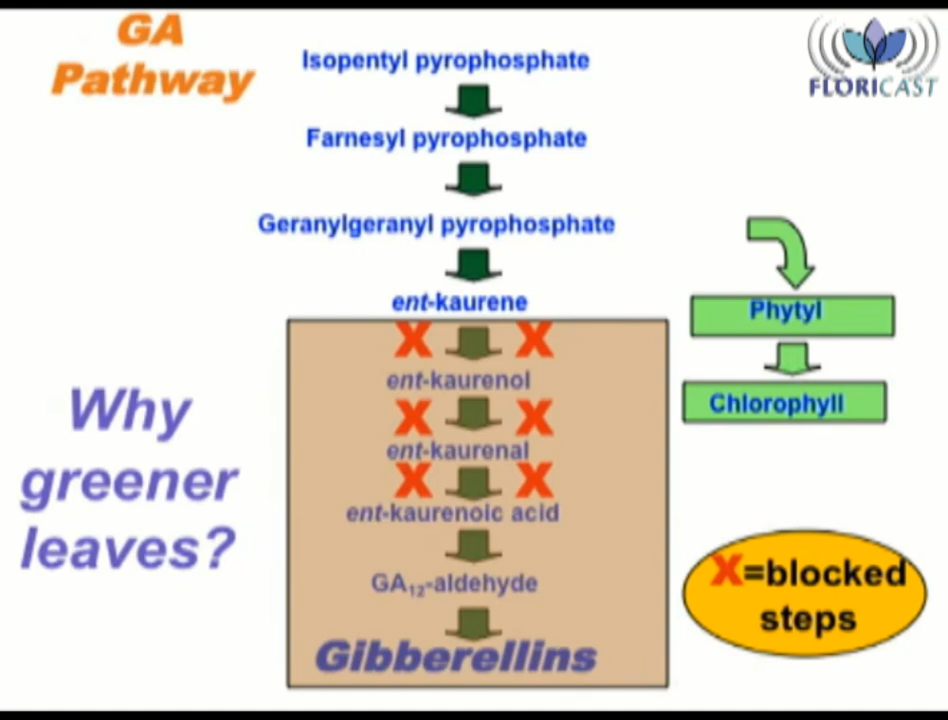 GA
Pathway
Isopentyl pyrophosphate
FLORICAST
Farnesyl pyrophosphate
Geranylgeranyl pyrophosphate
ent-kaurene
Phytyl
X X
ent-kaurenol
Chlorophyll
X X
ent-kaurenal
X X
ent-kaurenoic acid
Why
greener
leaves?
GA₁₂-aldehyde
Gibberellins
X=blocked
steps